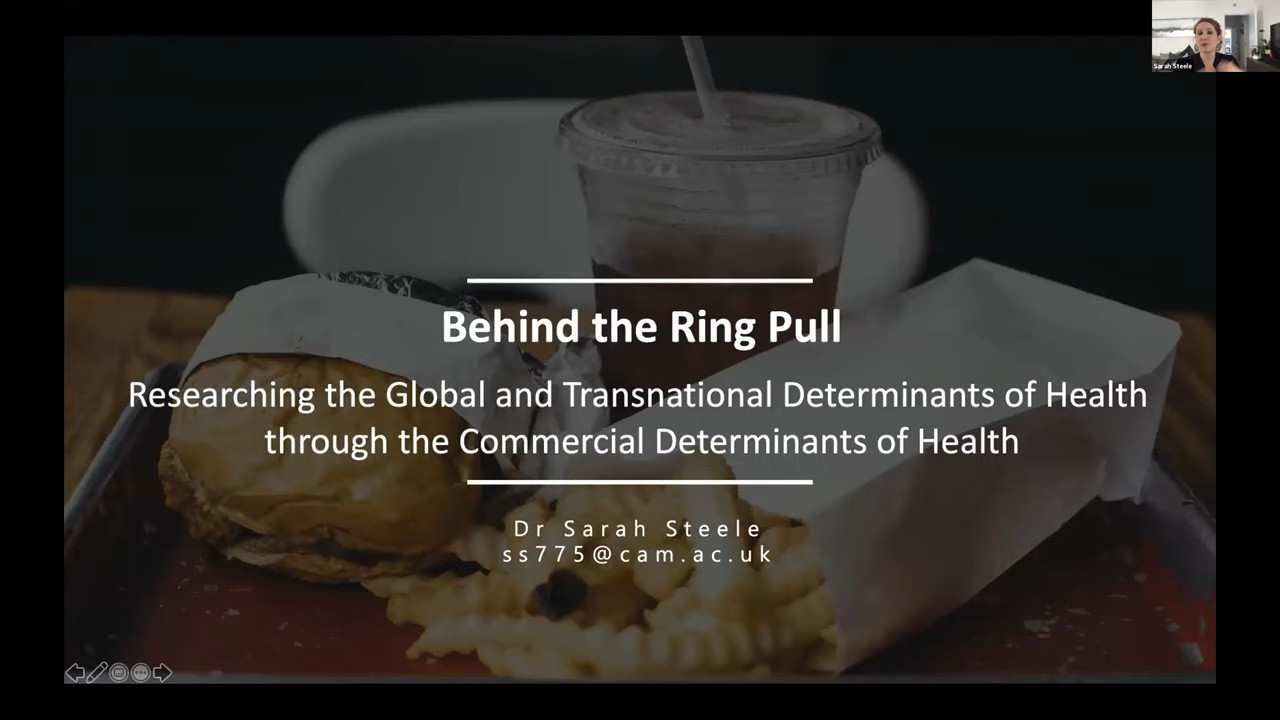 Sarah Steele
Behind the Ring Pull
Researching the Global and Transnational Determinants of Health
through the Commercial Determinants of Health
Dr Sarah Steele
ss775@cam.ac.uk